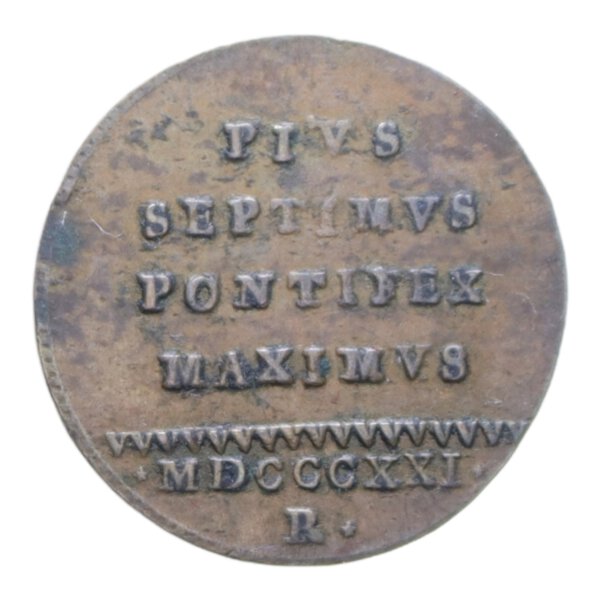 PIVS
SEPTIMVS
PONTIFEX
MAXIMVS
·MDCCCXXI·
R·